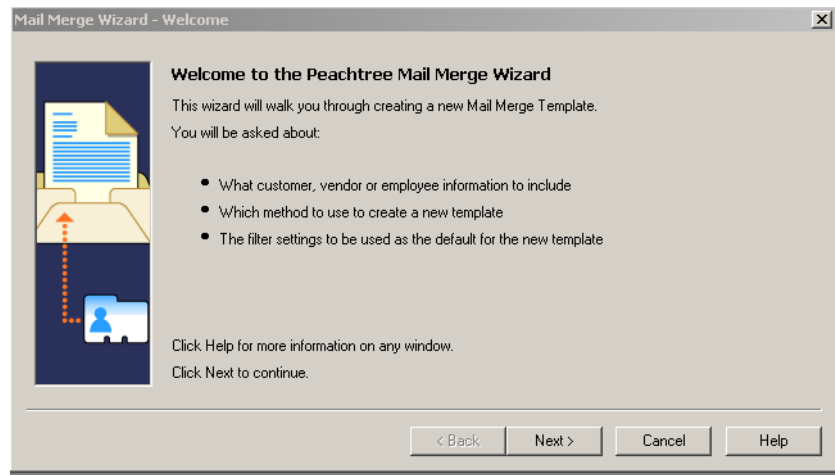 Mail Merge Wizard - Welcome
Welcome to the Peachtree Mail Merge Wizard
This wizard will walk you through creating a new Mail Merge Template.
You will be asked about:
• What customer, vendor or employee information to include
• Which method to use to create a new template
• The filter settings to be used as the default for the new template
Click Help for more information on any window.
Click Next to continue.
< Back Next > Cancel Help